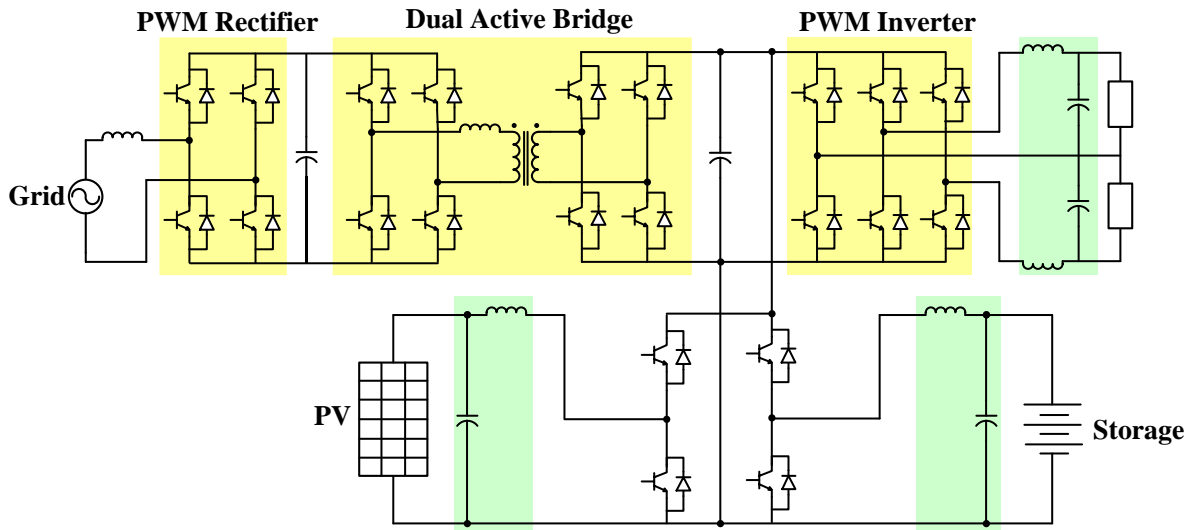 PWM Rectifier
Dual Active Bridge
PWM Inverter
Grid
PV
Storage